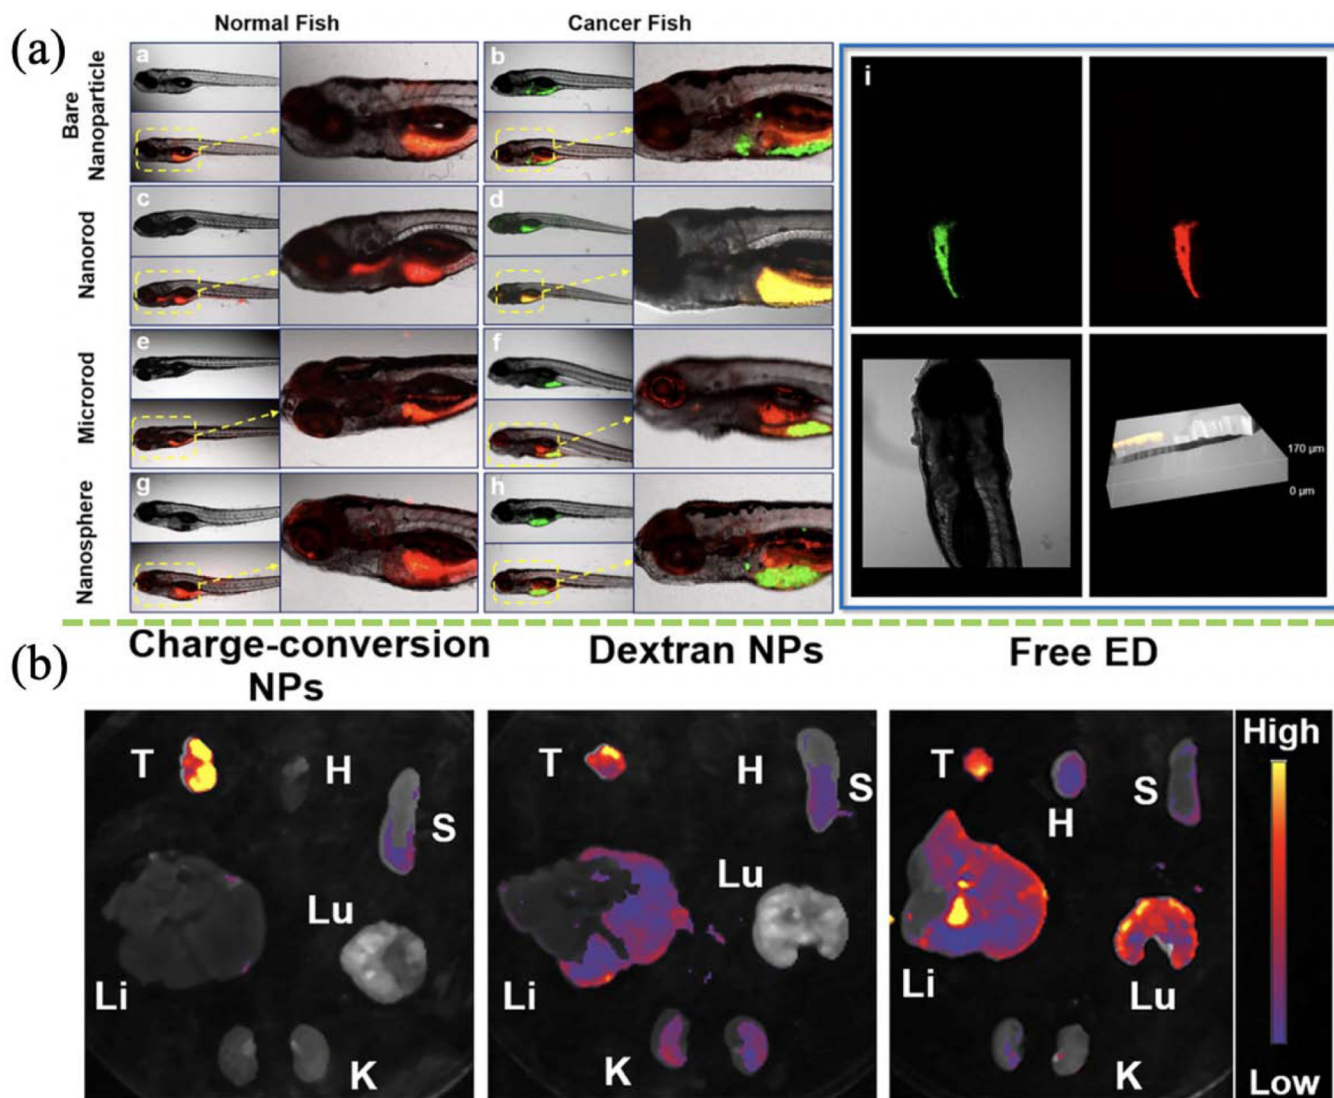 (a)
Normal Fish
Cancer Fish
Bare
Nanoparticle
a
b
i
Nanorod
c
d
Microrod
e
f
170 µm
0 µm
Nanosphere
g
h
(b)
Charge-conversion
NPs
Dextran NPs
Free ED
T
H
S
Lu
Li
K
T
H
S
Lu
Li
K
T
H
S
Li
Lu
K
High
Low